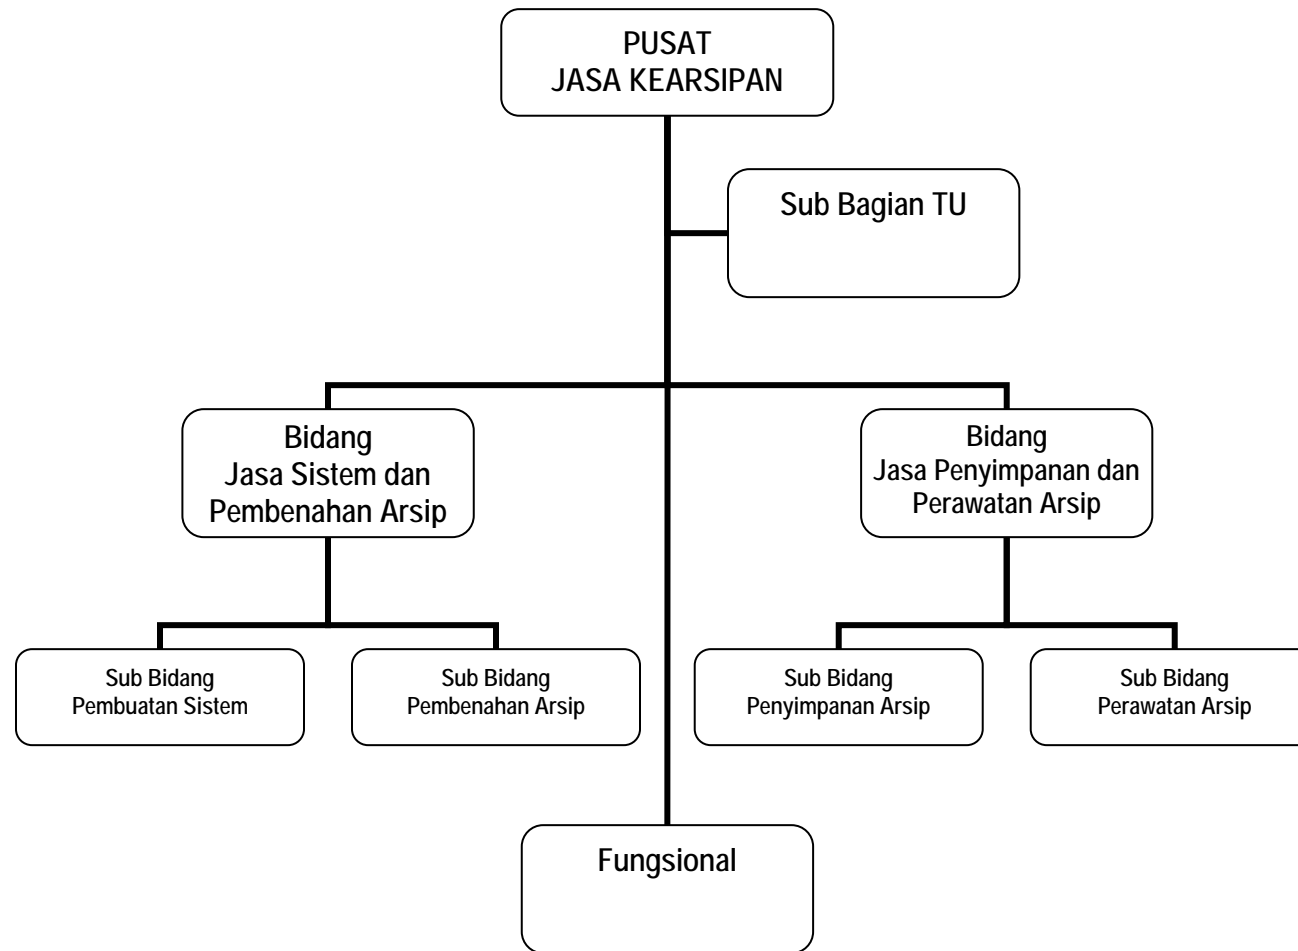 PUSAT
JASA KEARSIPAN
Sub Bagian TU
Bidang
Jasa Sistem dan
Pembenahan Arsip
Bidang
Jasa Penyimpanan dan
Perawatan Arsip
Sub Bidang
Pembuatan Sistem
Sub Bidang
Pembenahan Arsip
Sub Bidang
Penyimpanan Arsip
Sub Bidang
Perawatan Arsip
Fungsional